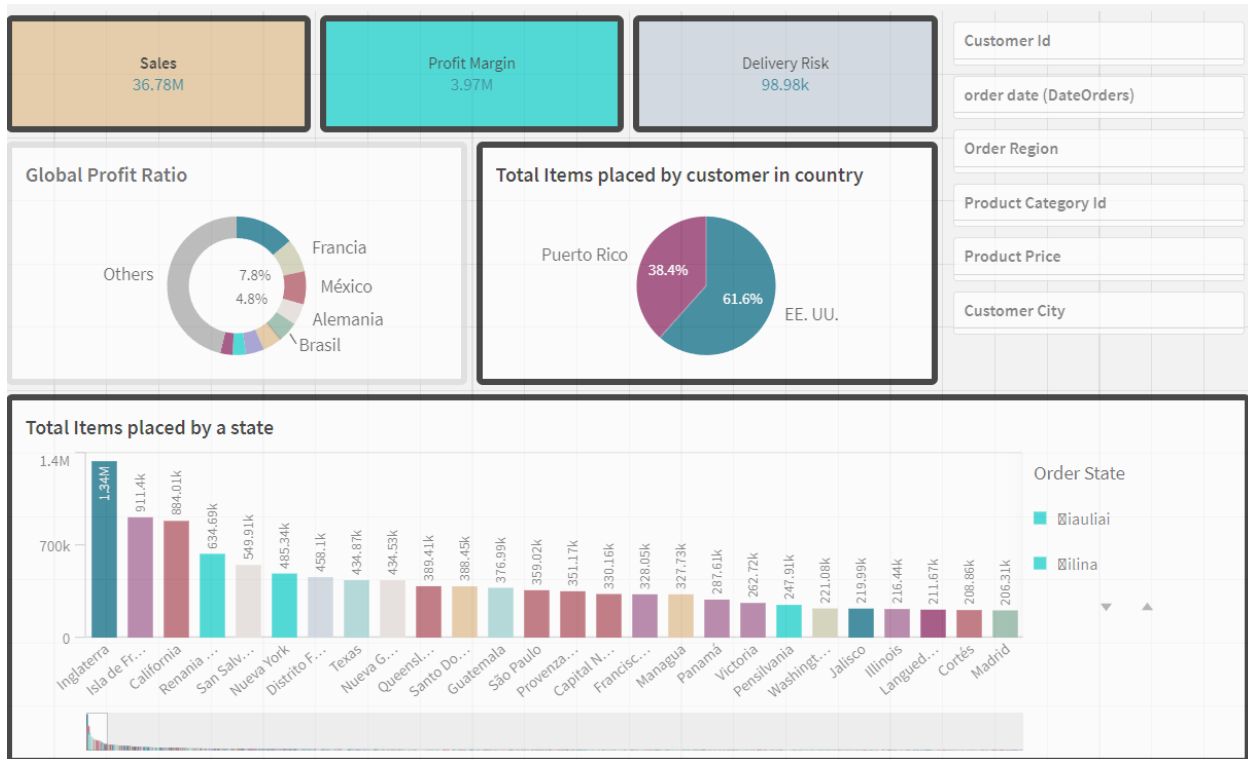 Sales
36.78M
Profit Margin
3.97M
Delivery Risk
98.98k
Customer Id
order date (DateOrders)
Order Region
Product Category Id
Product Price
Customer City
Global Profit Ratio
Others
7.8%
4.8%
Francia
México
Alemania
Brasil
Total Items placed by customer in country
Puerto Rico
38.4%
61.6%
EE. UU.
Total Items placed by a state
1.4M
700k
0
1.34M
911.4k
884.01k
634.69k
549.91k
485.34k
458.1k
434.87k
434.53k
389.41k
388.45k
376.99k
359.02k
351.17k
330.16k
328.05k
327.73k
287.61k
262.72k
247.91k
221.08k
219.99k
216.44k
211.67k
208.86k
206.31k
Inglaterra
Isla de Fr...
California
Renania ...
San Salv...
Nueva York
Distrito F...
Texas
Nueva G...
Queensl...
Santo Do...
Guatemala
São Paulo
Provenza...
Capital N...
Francisc...
Managua
Panamá
Victoria
Pensilvania
Washingt...
Jalisco
Illinois
Langued...
Cortés
Madrid
Order State
iauliai
ilina